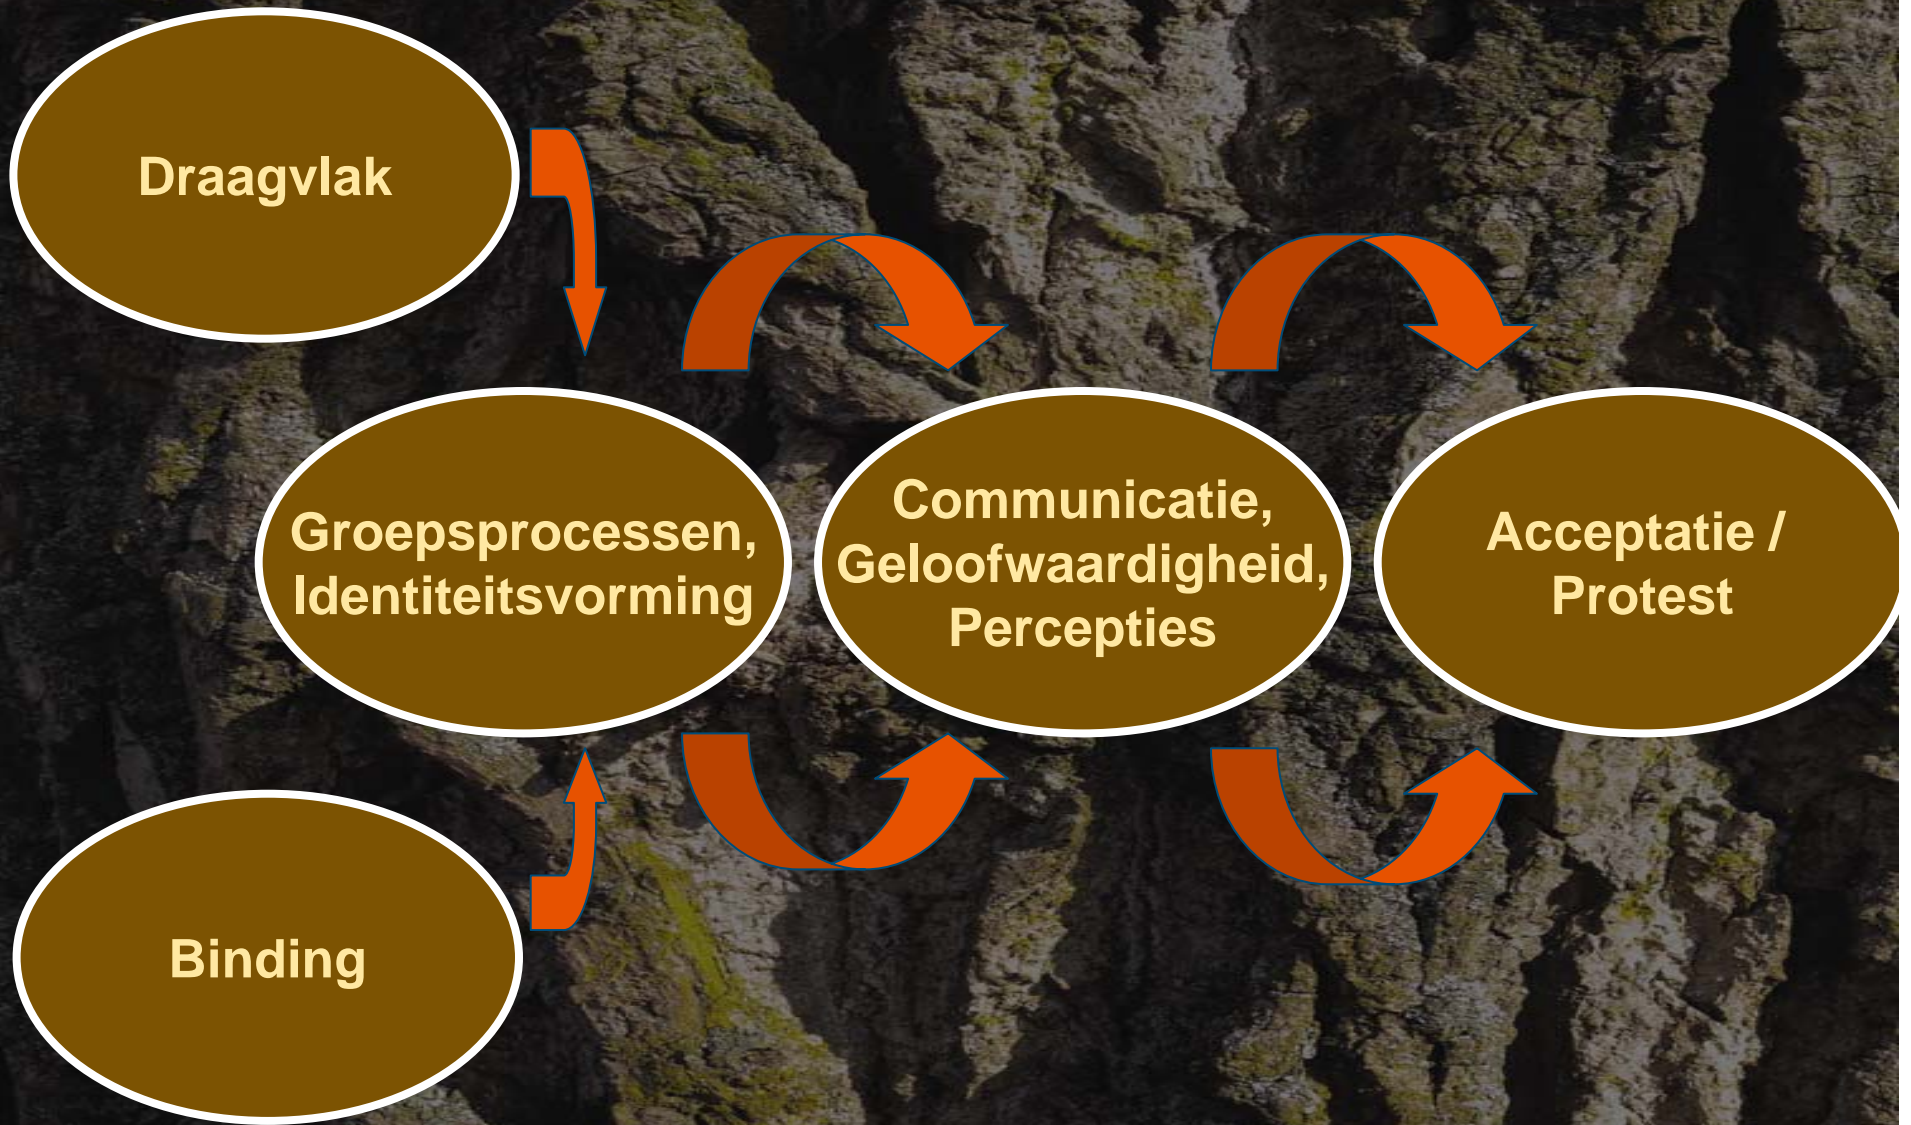 Draagvlak
Groepsprocessen,
Identiteitsvorming
Communicatie,
Geloofwaardigheid,
Percepties
Acceptatie /
Protest
Binding